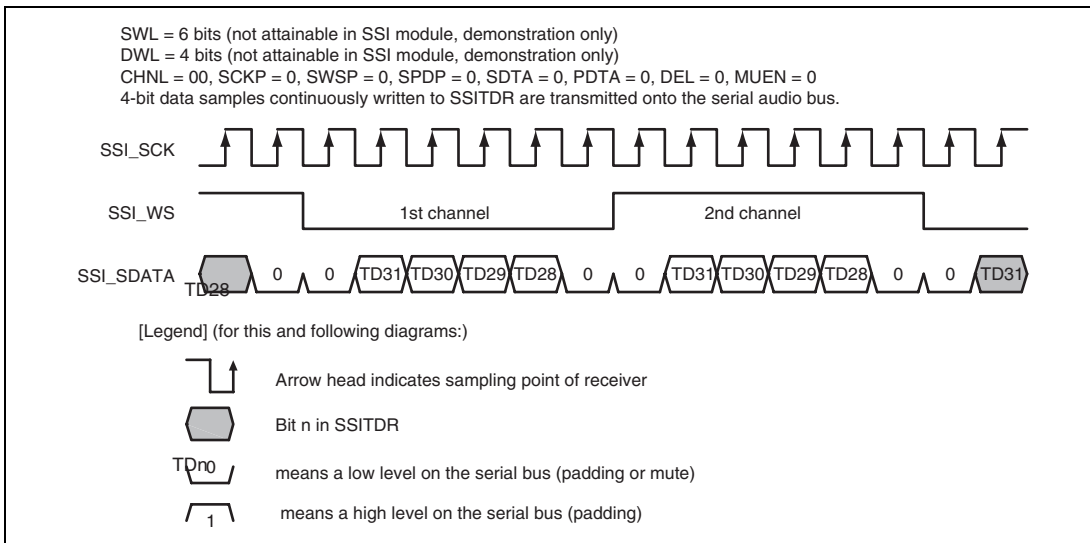 SWL = 6 bits (not attainable in SSI module, demonstration only)
DWL = 4 bits (not attainable in SSI module, demonstration only)
CHNL = 00, SCKP = 0, SWSP = 0, SPDP = 0, SDTA = 0, PDTA = 0, DEL = 0, MUEN = 0
4-bit data samples continuously written to SSITDR are transmitted onto the serial audio bus.
SSI_SCK
SSI_WS 1st channel 2nd channel
SSI_SDATA TD28 0 0 TD31 TD30 TD29 TD28 0 0 TD31 TD30 TD29 TD28 0 0 TD31
[Legend] (for this and following diagrams:)
Arrow head indicates sampling point of receiver
Bit n in SSITDR
TDn
0 means a low level on the serial bus (padding or mute)
1 means a high level on the serial bus (padding)